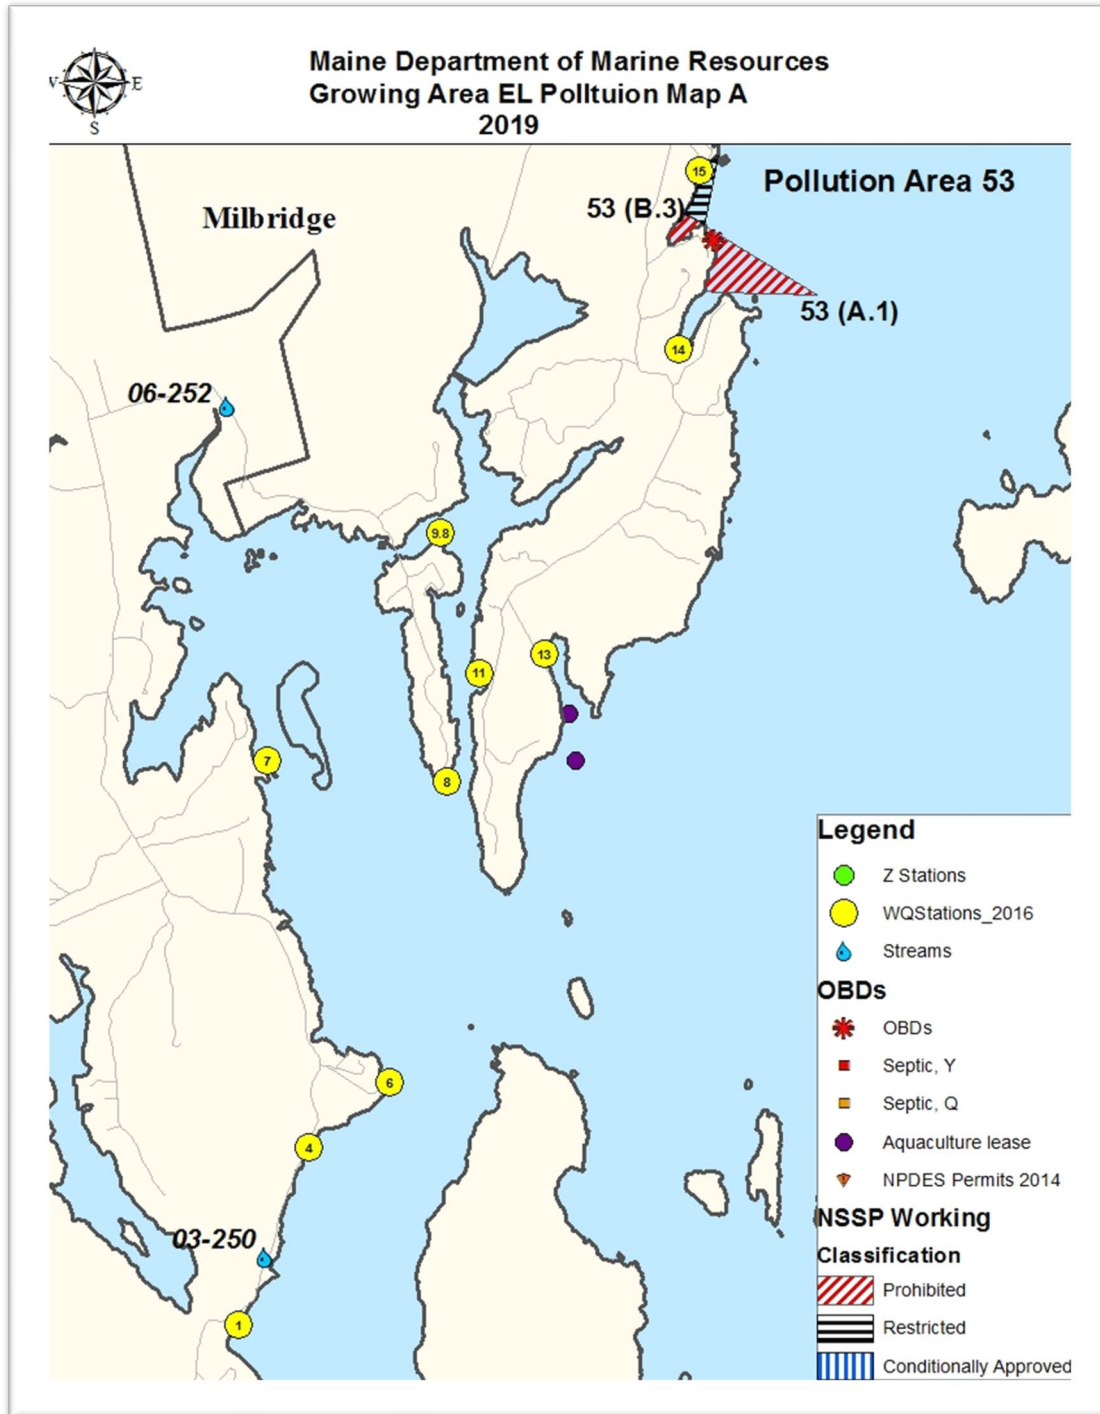 Maine Department of Marine Resources
Growing Area EL Polltuion Map A
2019
V E
S
Pollution Area 53
15
53 (B.3)
Milbridge
53 (A.1)
14
06-252
9.8
13
11
7
8
6
4
03-250
1
Legend
Z Stations
WQStations_2016
Streams
OBDs
OBDs
Septic, Y
Septic, Q
Aquaculture lease
NPDES Permits 2014
NSSP Working
Classification
Prohibited
Restricted
Conditionally Approved